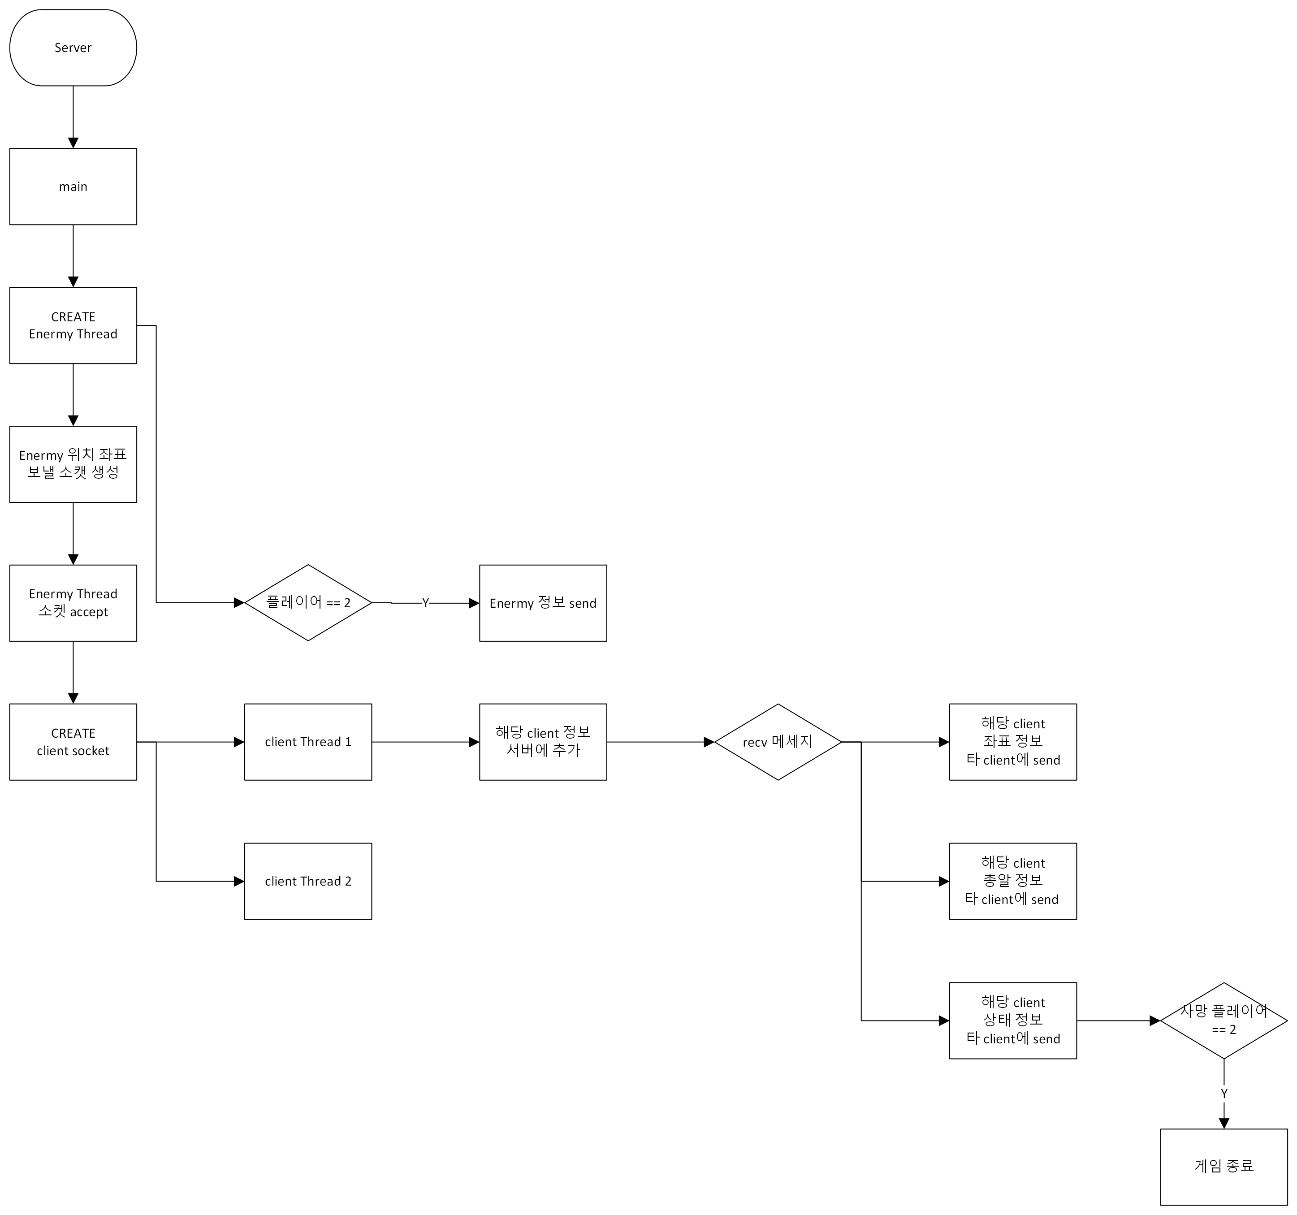 Server
main
CREATE
Enermy Thread
Enermy 위치 좌표
보낼 소캣 생성
Enermy Thread
소켓 accept
플레이어 == 2
Y
Enermy 정보 send
CREATE
client socket
client Thread 1
해당 client 정보
서버에 추가
recv 메세지
해당 client
좌표 정보
타 client에 send
client Thread 2
해당 client
총알 정보
타 client에 send
해당 client
상태 정보
타 client에 send
사망 플레이어
== 2
Y
게임 종료